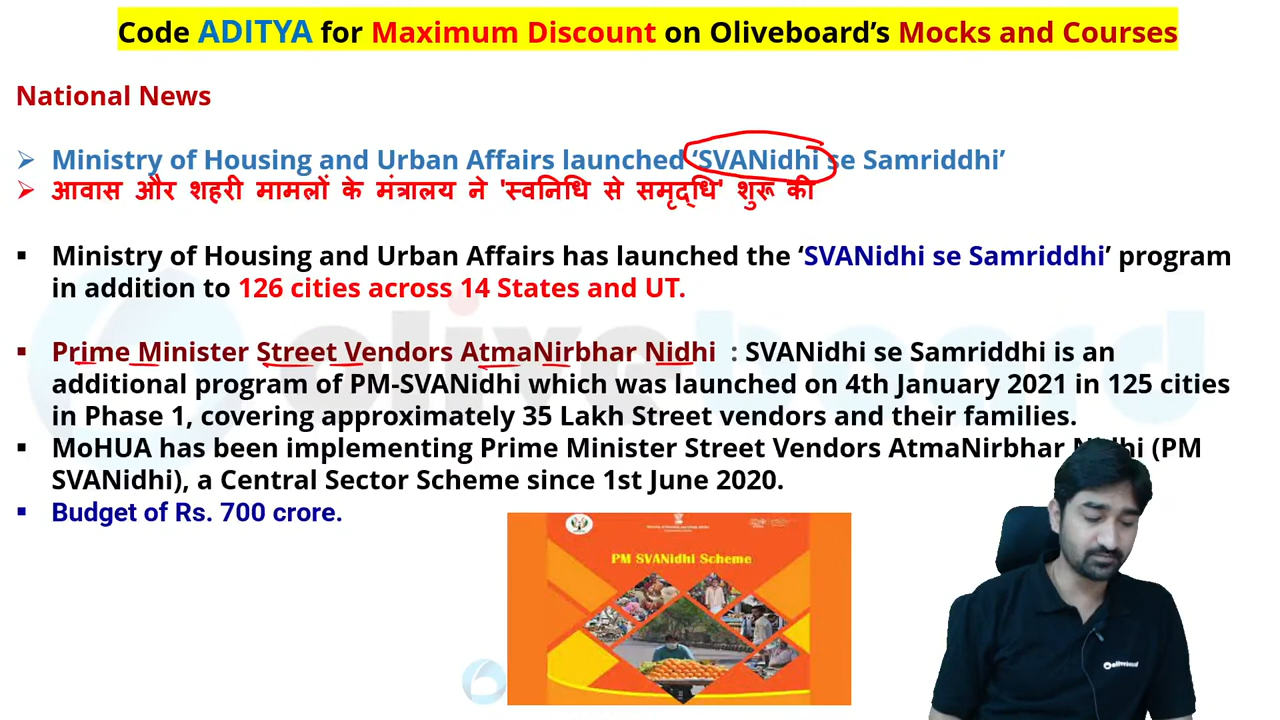 Code ADITYA for Maximum Discount on Oliveboard’s Mocks and Courses
National News
Ministry of Housing and Urban Affairs launched ‘SVANidhi se Samriddhi’
आवास और शहरी मामलों के मंत्रालय ने 'स्वनिधि से समृद्धि' शुरू की
Ministry of Housing and Urban Affairs has launched the ‘SVANidhi se Samriddhi’ program
in addition to 126 cities across 14 States and UT.
Prime Minister Street Vendors AtmaNirbhar Nidhi : SVANidhi se Samriddhi is an
additional program of PM-SVANidhi which was launched on 4th January 2021 in 125 cities
in Phase 1, covering approximately 35 Lakh Street vendors and their families.
MoHUA has been implementing Prime Minister Street Vendors AtmaNirbhar Nidhi (PM
SVANidhi), a Central Sector Scheme since 1st June 2020.
Budget of Rs. 700 crore.
PM SVANidhi Scheme
oliveboard
oliveboard